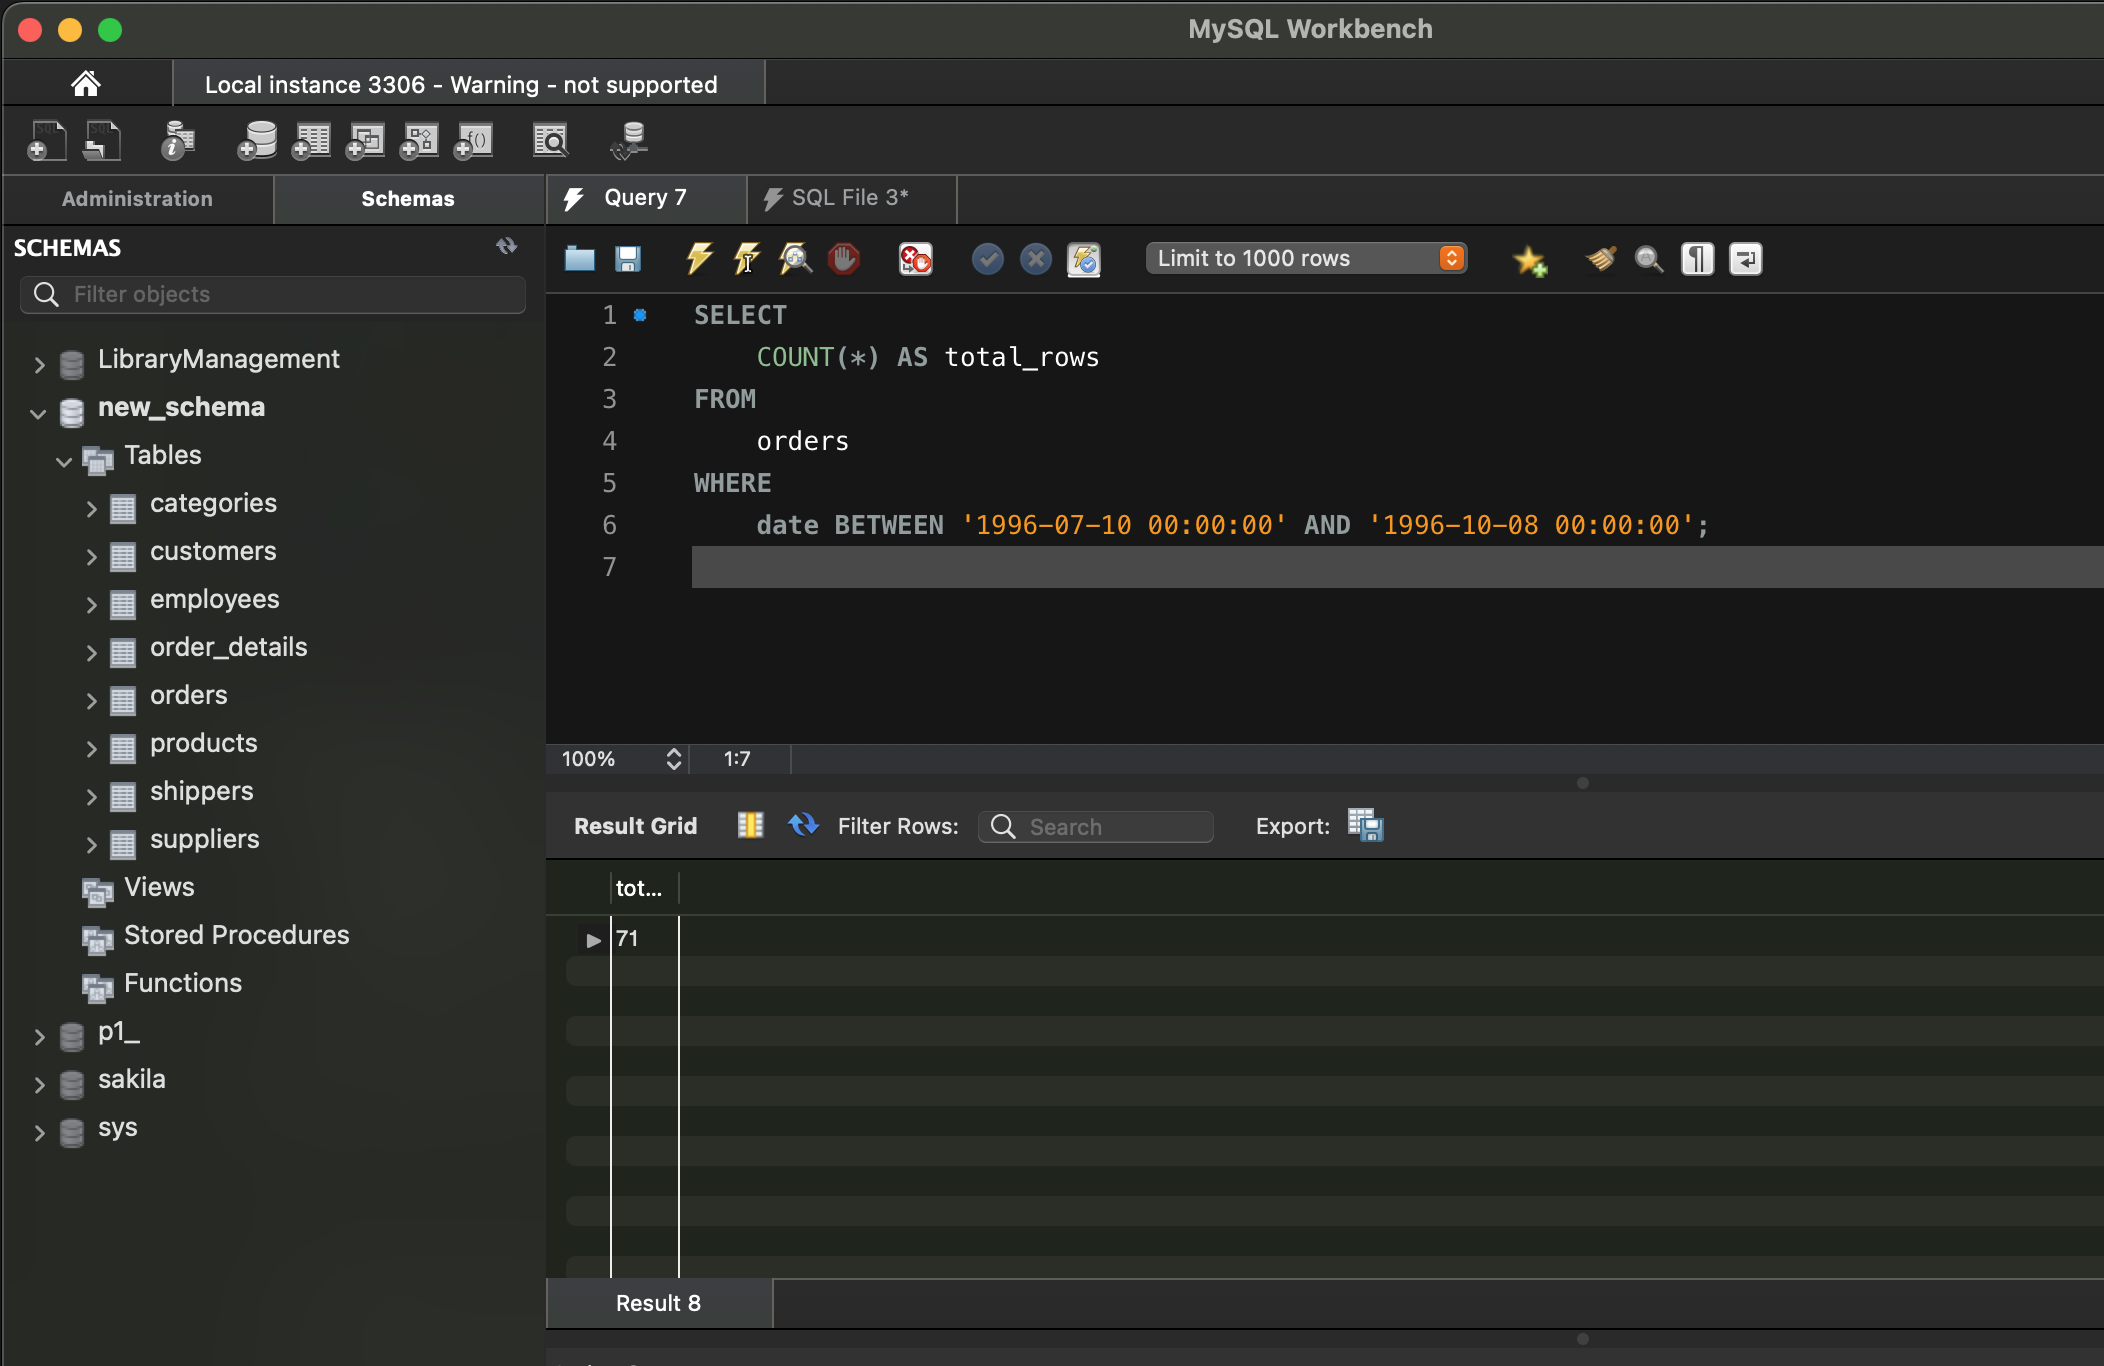 MySQL Workbench
Local instance 3306 - Warning - not supported
Administration
Schemas
Query 7
SQL File 3*
SCHEMAS
Filter objects
LibraryManagement
new_schema
Tables
categories
customers
employees
order_details
orders
products
shippers
suppliers
Views
Stored Procedures
Functions
p1_
sakila
sys
Limit to 1000 rows
1 SELECT
2 COUNT(*) AS total_rows
3 FROM
4 orders
5 WHERE
6 date BETWEEN '1996-07-10 00:00:00' AND '1996-10-08 00:00:00';
7
100%
1:7
Result Grid
Filter Rows:
Search
Export:
tot...
71
Result 8